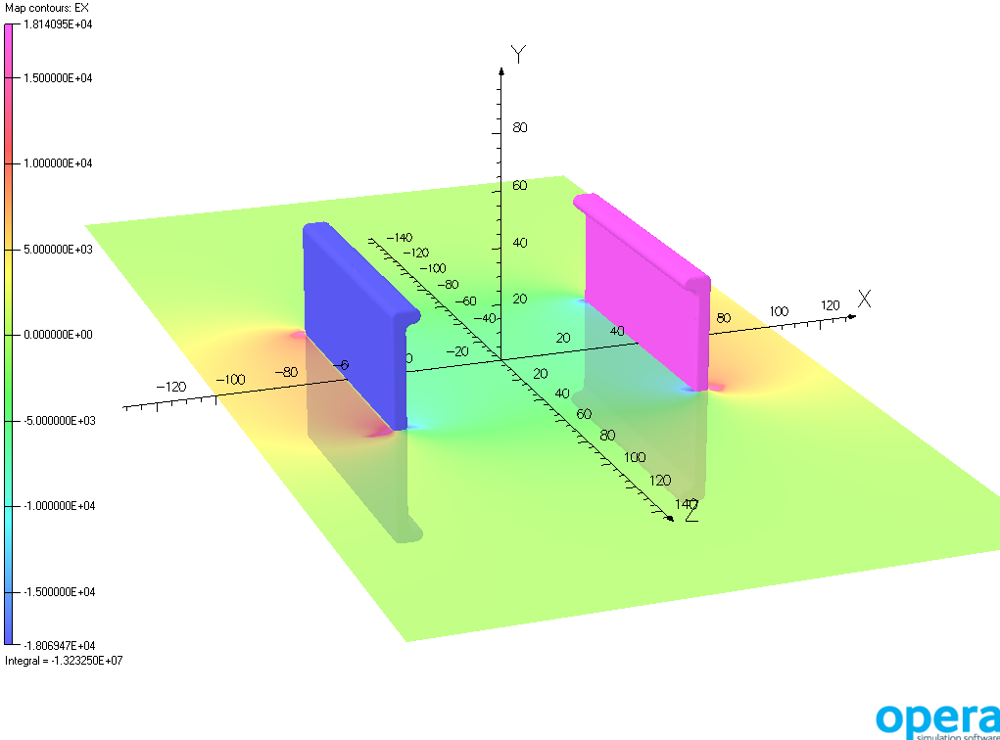 Map contours: EX
1.814095E+04
1.500000E+04
1.000000E+04
5.000000E+03
0.000000E+00
-5.000000E+03
-1.000000E+04
-1.500000E+04
-1.806947E+04
Integral = -1.323250E+07
Y
80
60
40
20
X
-120
-100
-80
-6
0
-20
20
40
80
100
120
-140
-120
-100
-80
-60
-40
20
40
60
80
100
120
140
Z
opera
simulation software